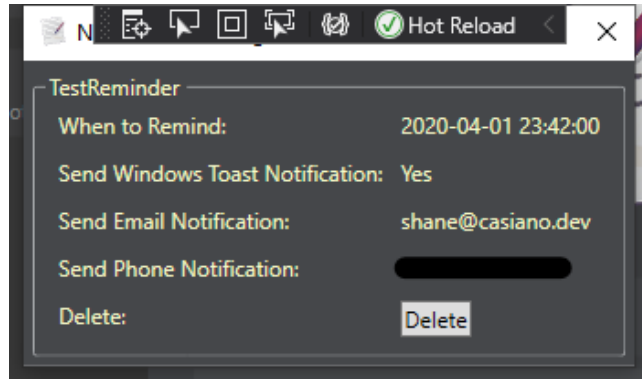 N
Hot Reload
TestReminder
When to Remind: 2020-04-01 23:42:00
Send Windows Toast Notification: Yes
Send Email Notification: shane@casiano.dev
Send Phone Notification:
Delete: Delete